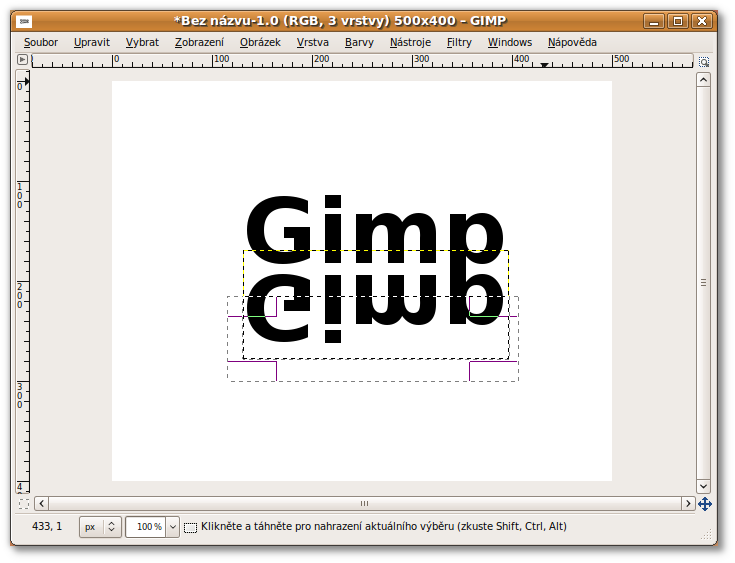 *Bez názvu-1.0 (RGB, 3 vrstvy) 500x400 – GIMP
Soubor Upravit Vybrat Zobrazení Obrázek Vrstva Barvy Nástroje Filtry Windows Nápověda
0 100 200 300 400 500
0
100
200
300
4
Gimp
Gimp
433, 1 px 100 % Klikněte a táhněte pro nahrazení aktuálního výběru (zkuste Shift, Ctrl, Alt)